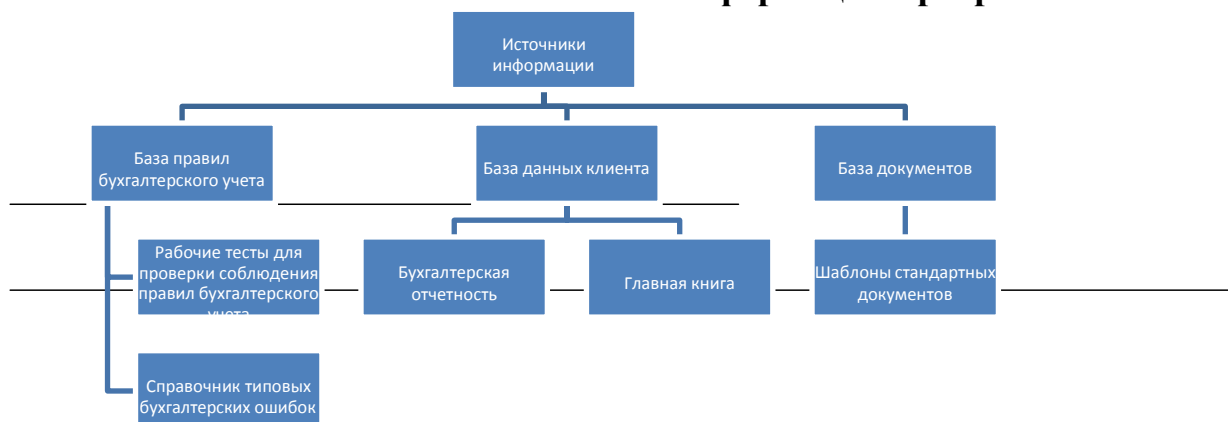 Источники
информации
База правил
бухгалтерского учета
База данных клиента
База документов
Рабочие тесты для
проверки соблюдения
правил бухгалтерского
учета
Бухгалтерская
отчетность
Главная книга
Шаблоны стандартных
документов
Справочник типовых
бухгалтерских ошибок